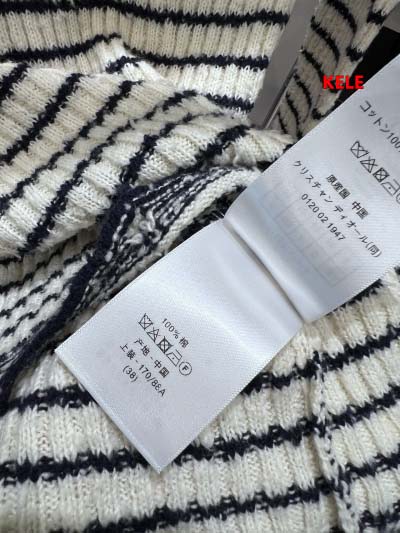 KELE
コットン100%
原産国 中国
クリスチャン ディオール(同)
0120 02 1947
100% 棉
产地 - 中国
上装 - 170/86A
(38)